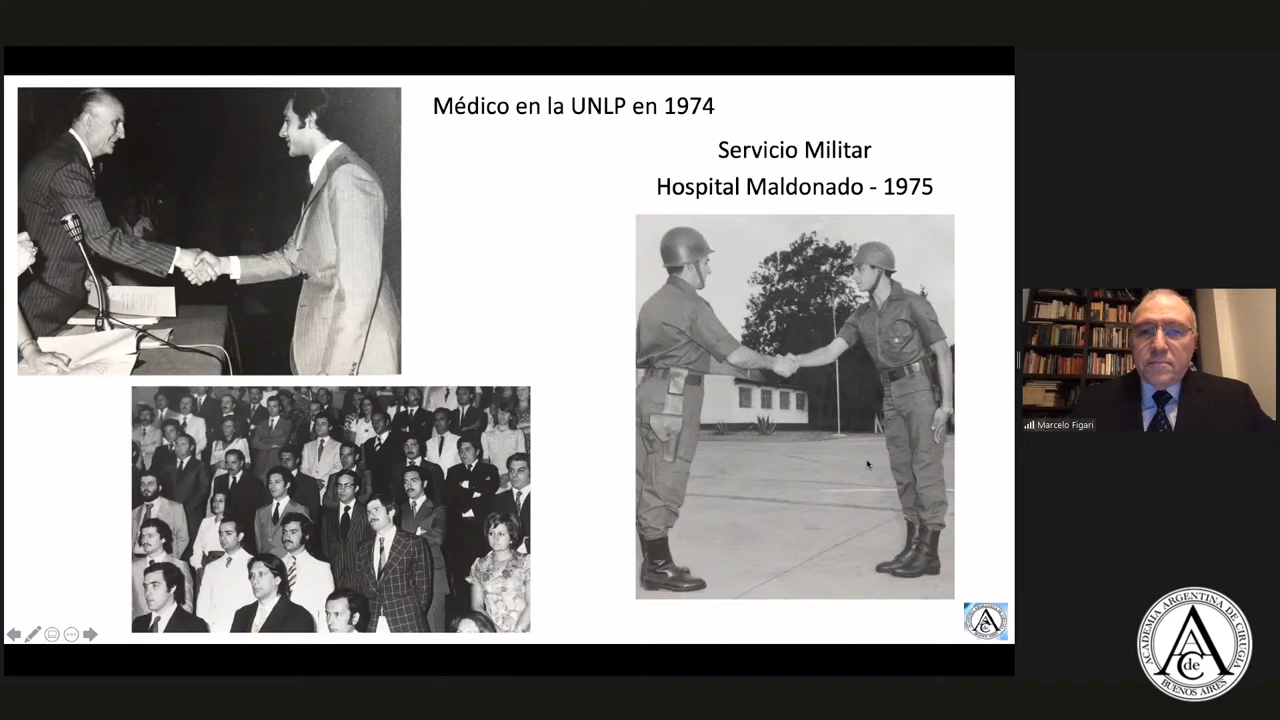 Médico en la UNLP en 1974
Servicio Militar
Hospital Maldonado - 1975
Marcelo Figari
ACADEMIA ARGENTINA DE CIRUGÍA
AAC
de
BUENOS AIRES